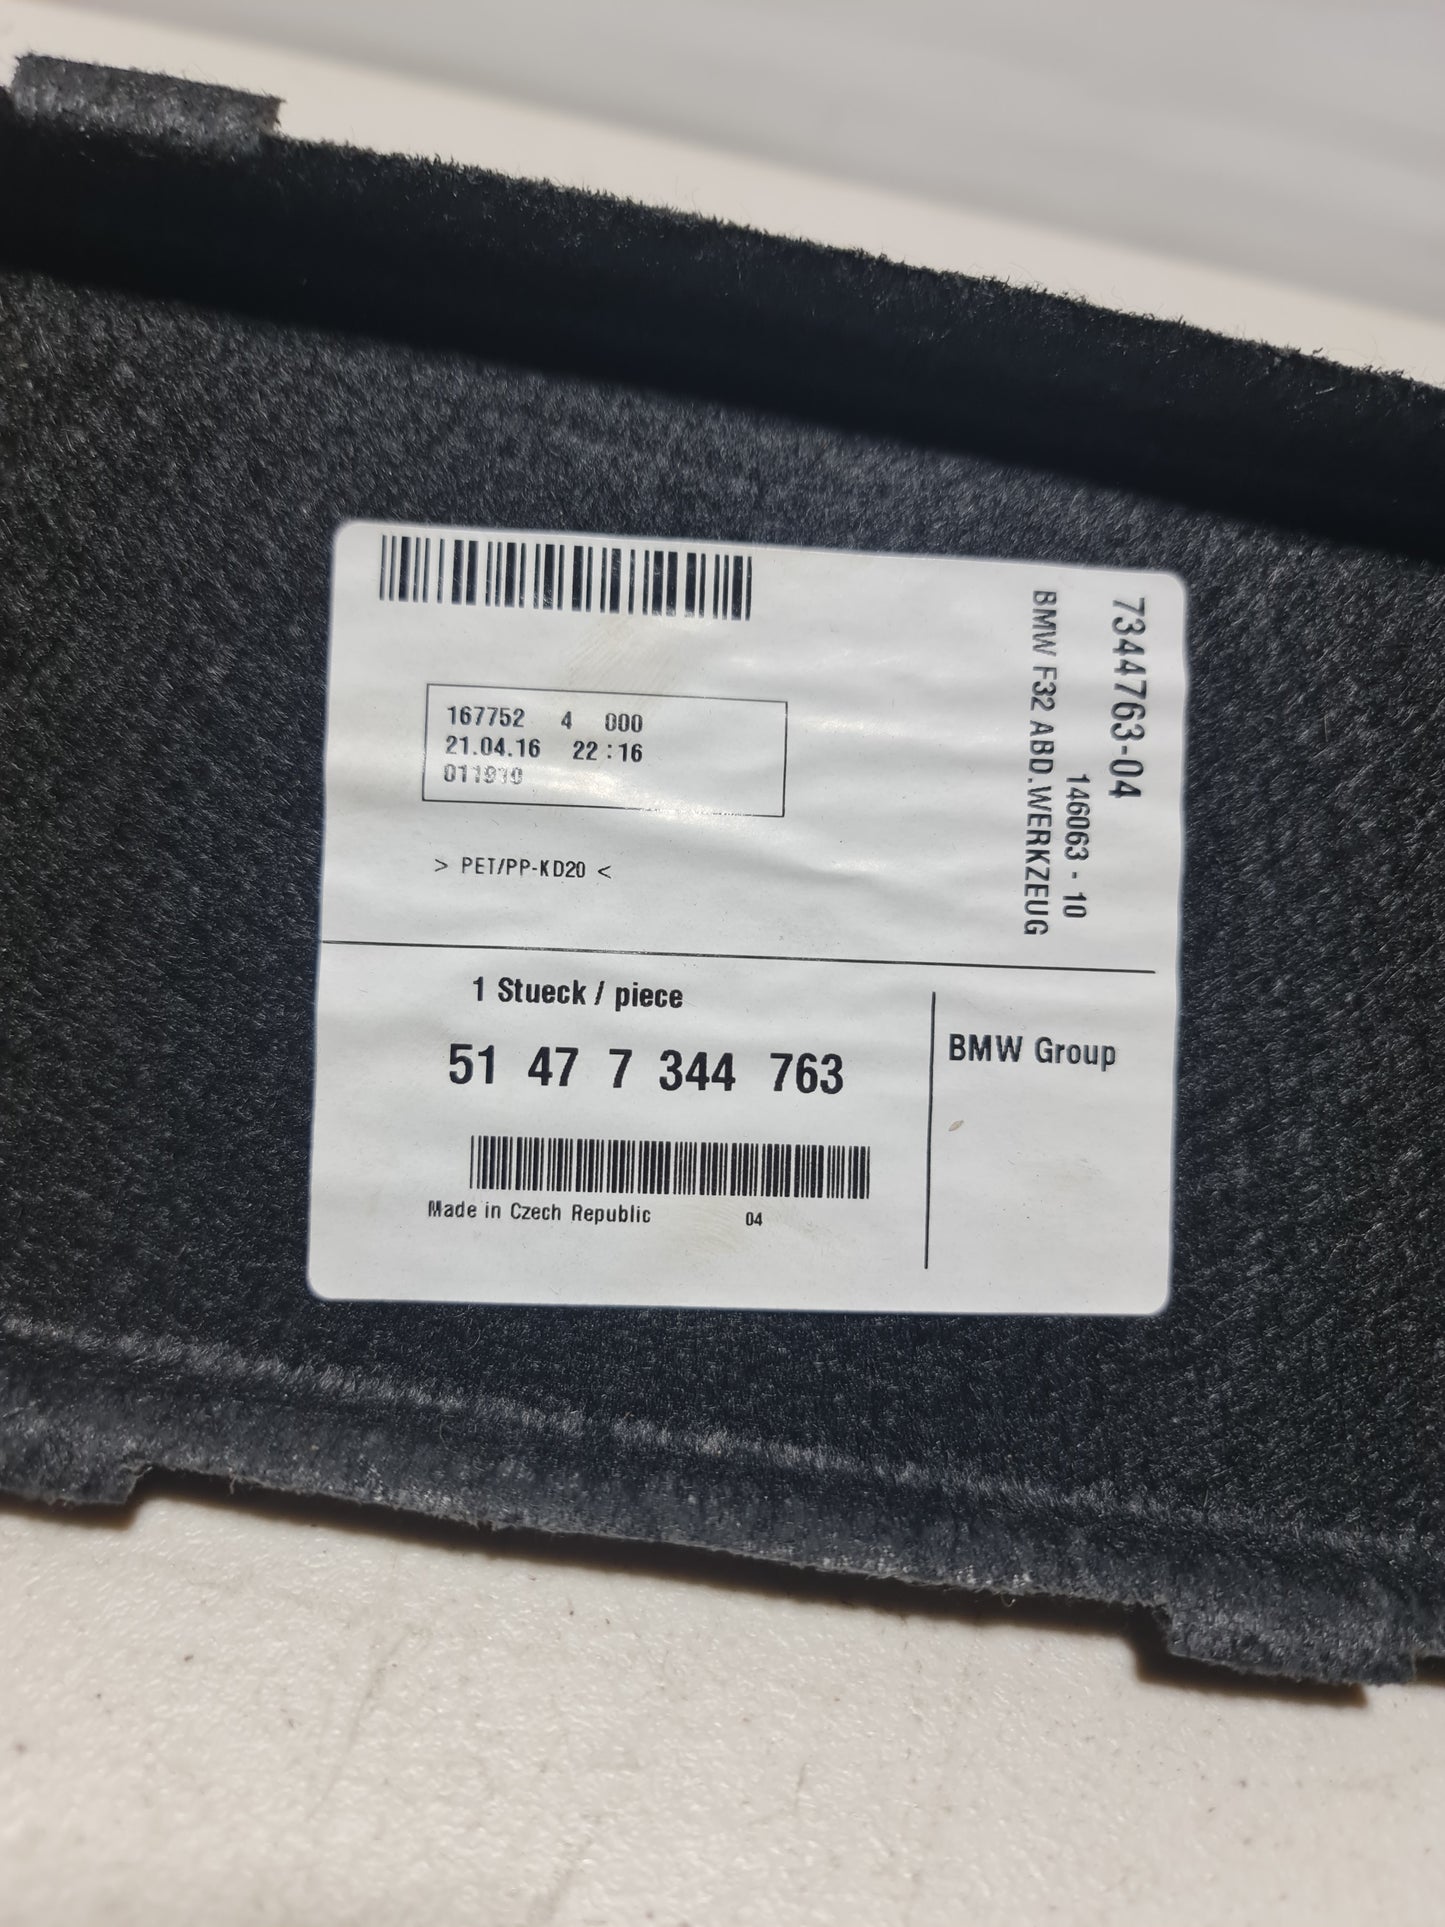 167752 4 000
21.04.16 22:16
> PET/PP-KD20 <
7344763-04
146063 - 10
BMW F32 ABD.WERKZEUG
1 Stueck / piece
51 47 7 344 763
Made in Czech Republic 04
BMW Group